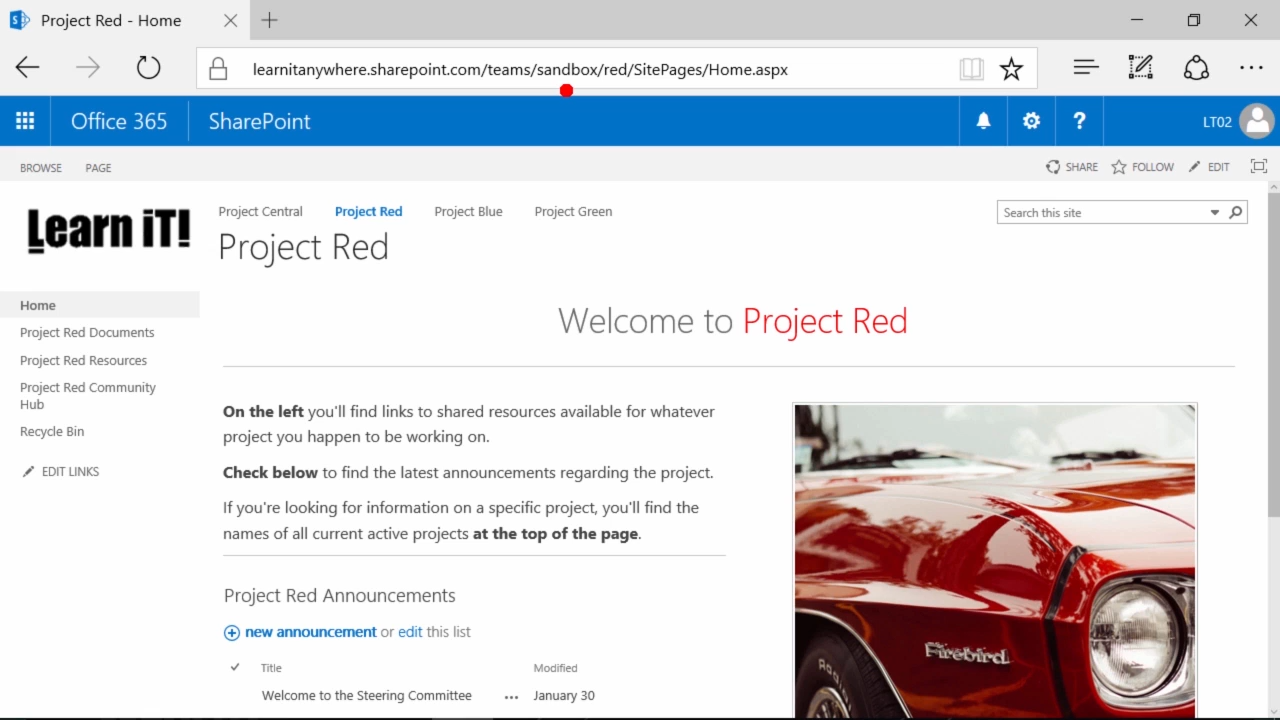 Project Red - Home
learnitanywhere.sharepoint.com/teams/sandbox/red/SitePages/Home.aspx
Office 365
SharePoint
?
LT02
BROWSE
PAGE
SHARE
FOLLOW
EDIT
Learn iT!
Project Central
Project Red
Project Blue
Project Green
Search this site
Project Red
Home
Project Red Documents
Project Red Resources
Project Red Community
Hub
Recycle Bin
EDIT LINKS
Welcome to Project Red
On the left you'll find links to shared resources available for whatever
project you happen to be working on.
Check below to find the latest announcements regarding the project.
If you're looking for information on a specific project, you'll find the
names of all current active projects at the top of the page.
Project Red Announcements
new announcement or edit this list
Title
Modified
Welcome to the Steering Committee
...
January 30
Firebird